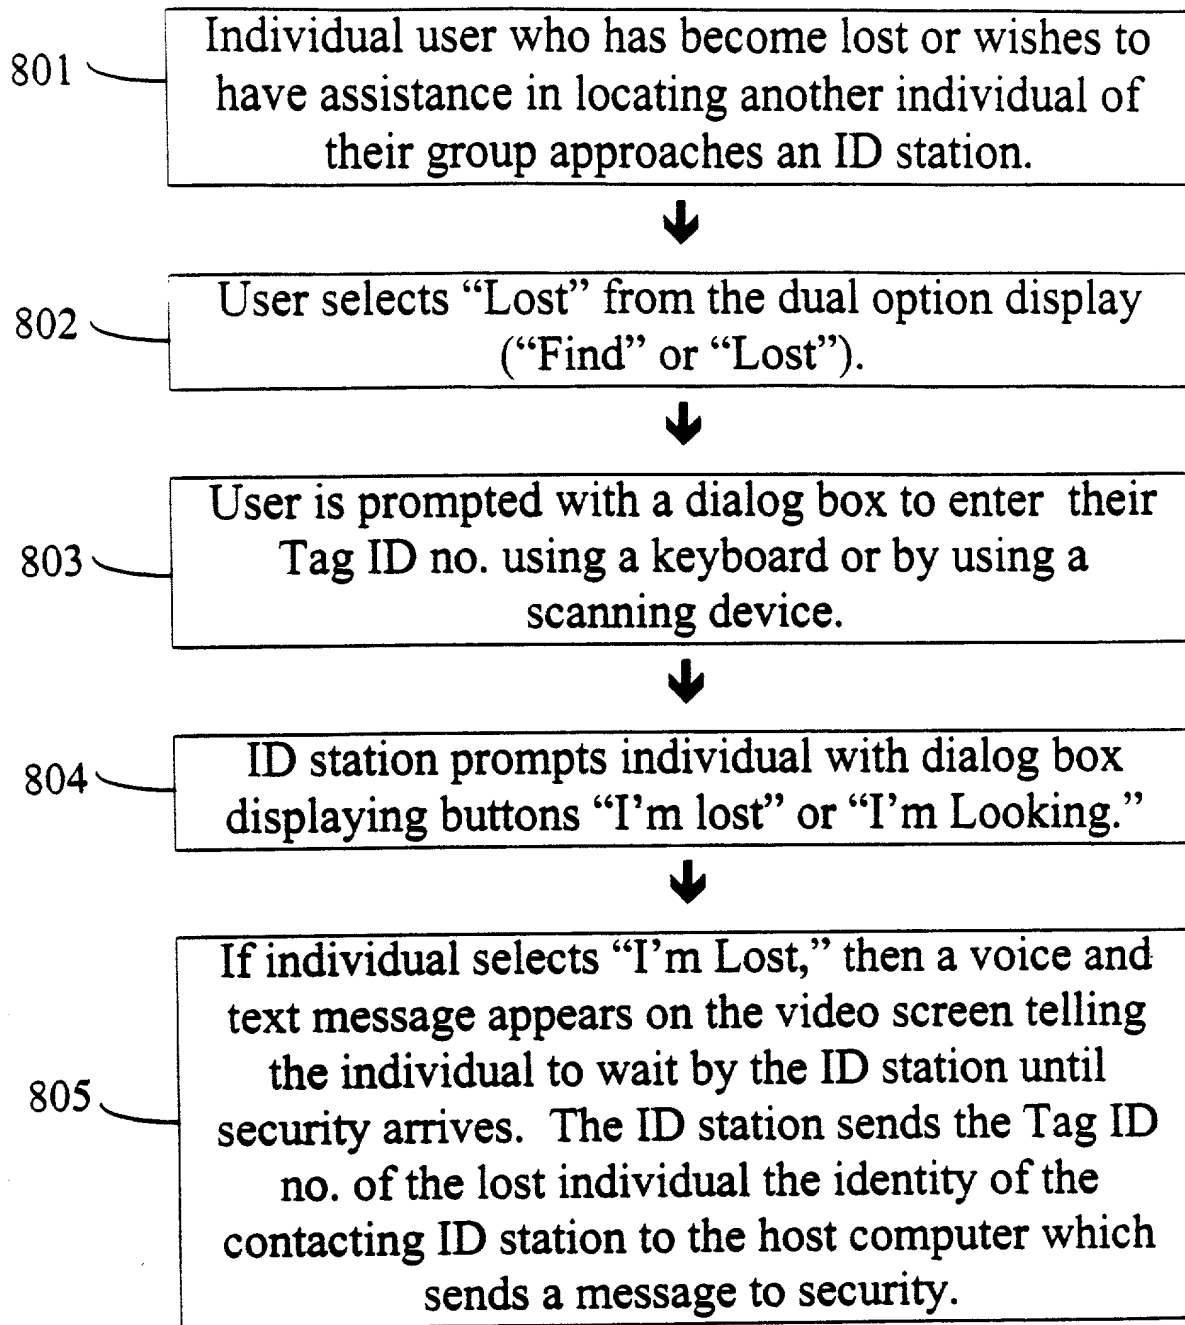 801
Individual user who has become lost or wishes to
have assistance in locating another individual of
their group approaches an ID station.
802
User selects “Lost” from the dual option display
(“Find” or “Lost”).
803
User is prompted with a dialog box to enter their
Tag ID no. using a keyboard or by using a
scanning device.
804
ID station prompts individual with dialog box
displaying buttons “I’m lost” or “I’m Looking.”
805
If individual selects “I’m Lost,” then a voice and
text message appears on the video screen telling
the individual to wait by the ID station until
security arrives. The ID station sends the Tag ID
no. of the lost individual the identity of the
contacting ID station to the host computer which
sends a message to security.